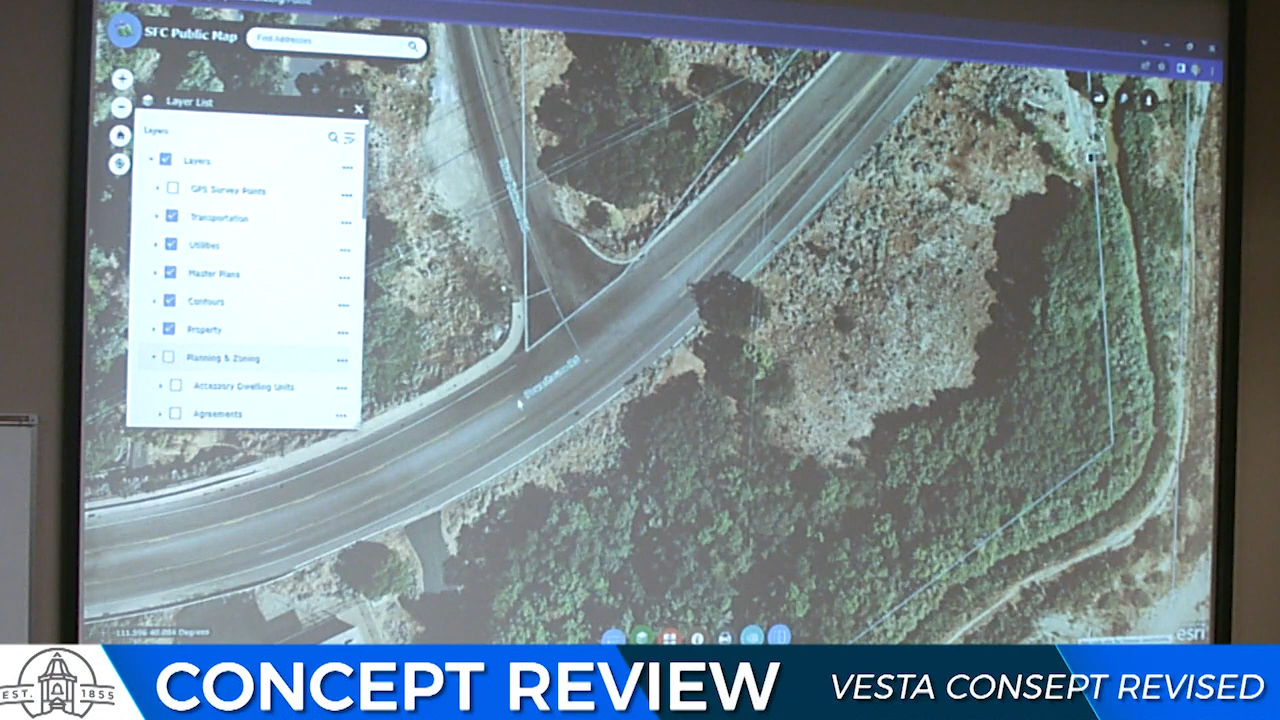 SFC Public Map
Find Addresses
Layer List
Layers
Layers
GPS Survey Points
Transportation
Utilities
Master Plans
Contours
Property
Planning & Zoning
Accessory Dwelling Units
Agreements
Degrees
esri
EST. 1855
CONCEPT REVIEW
VESTA CONSEPT REVISED